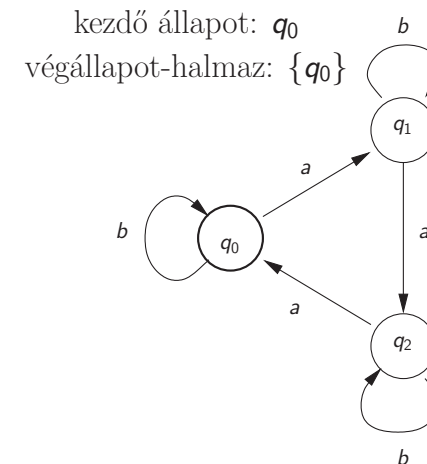 kezdő állapot: q₀
végállapot-halmaz: {q₀}
b
q₁
a
a
b
q₀
a
q₂
b